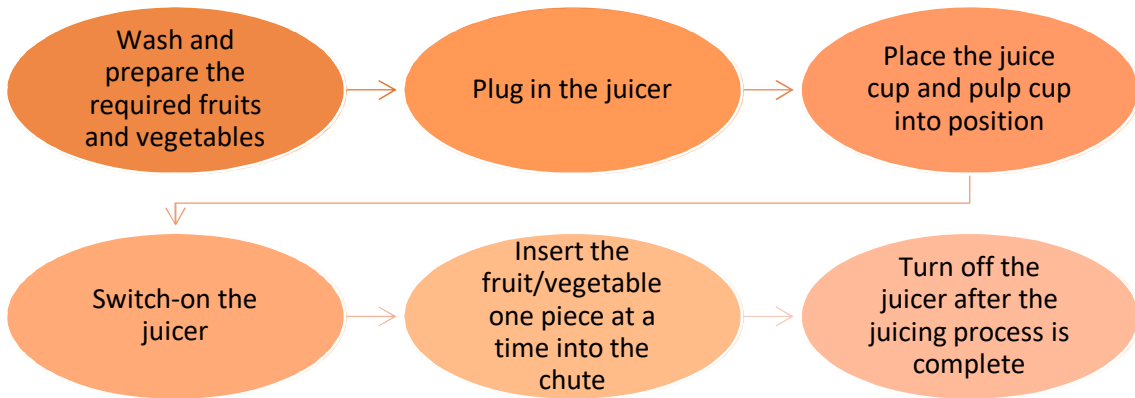 Wash and
prepare the
required fruits
and vegetables
Plug in the juicer
Place the juice
cup and pulp cup
into position
Switch-on the
juicer
Insert the
fruit/vegetable
one piece at a
time into the
chute
Turn off the
juicer after the
juicing process is
complete